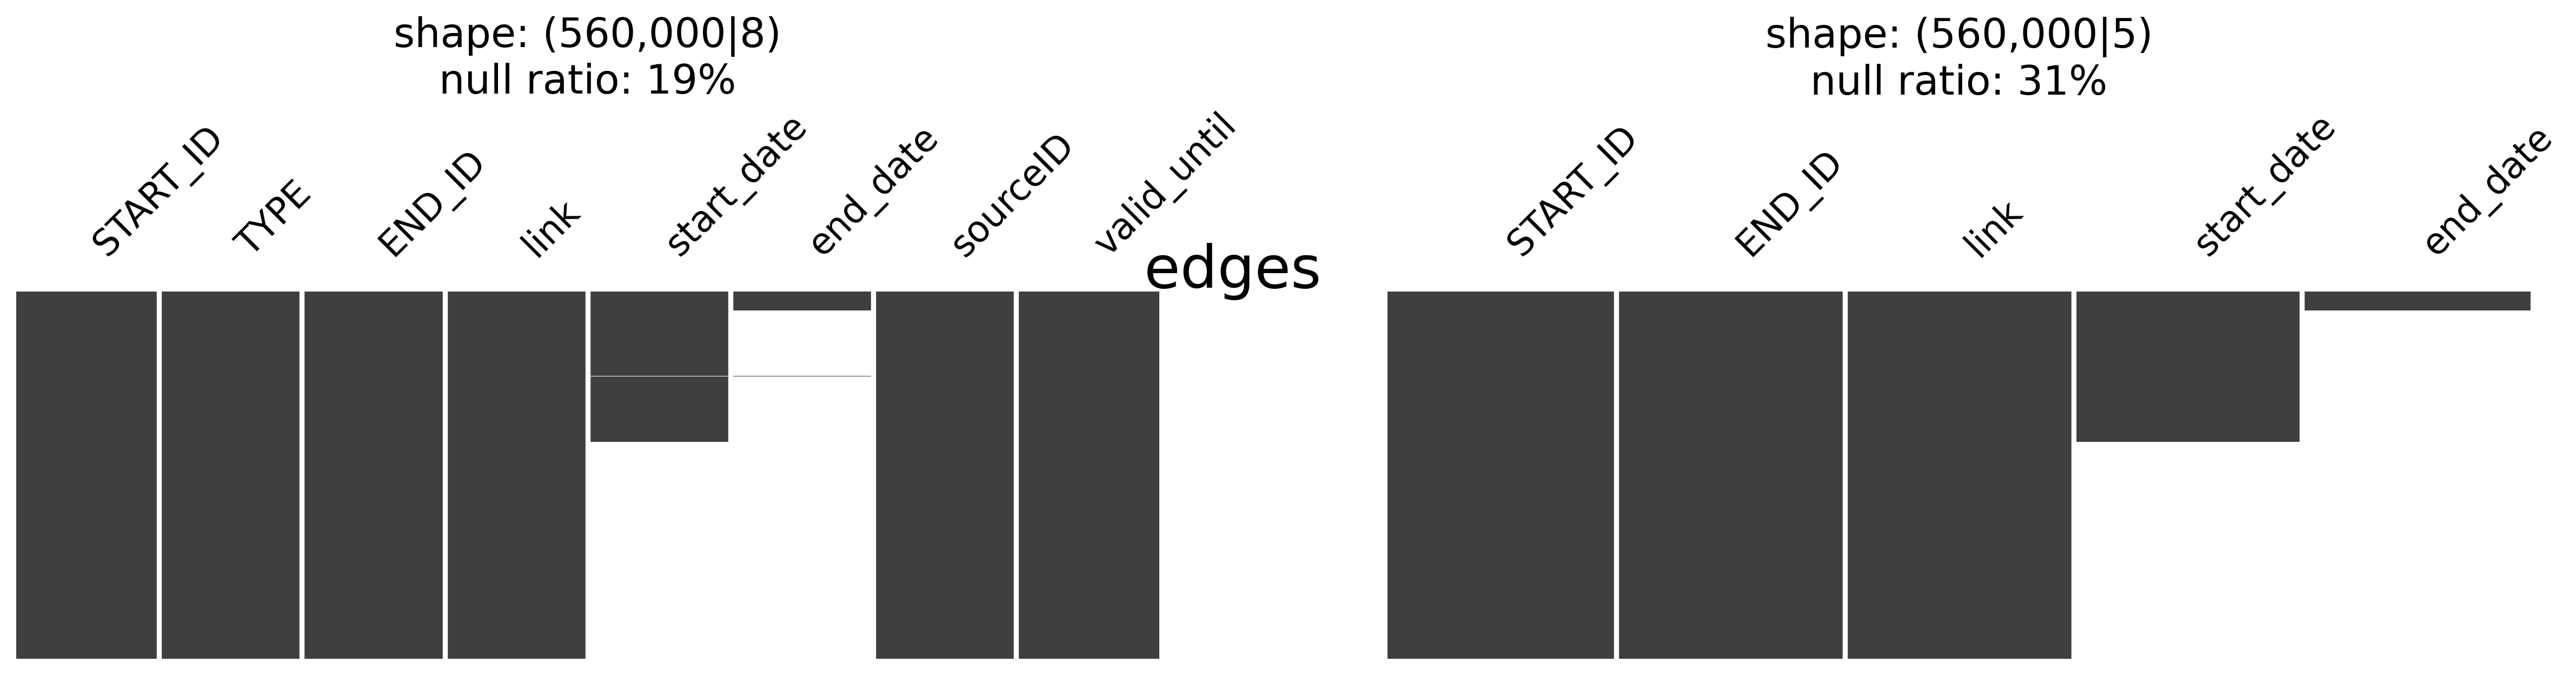 shape: (560,000|8)
null ratio: 19%
START_ID
TYPE
END_ID
link
start_date
end_date
sourceID
valid_until
edges
shape: (560,000|5)
null ratio: 31%
START_ID
END_ID
link
start_date
end_date